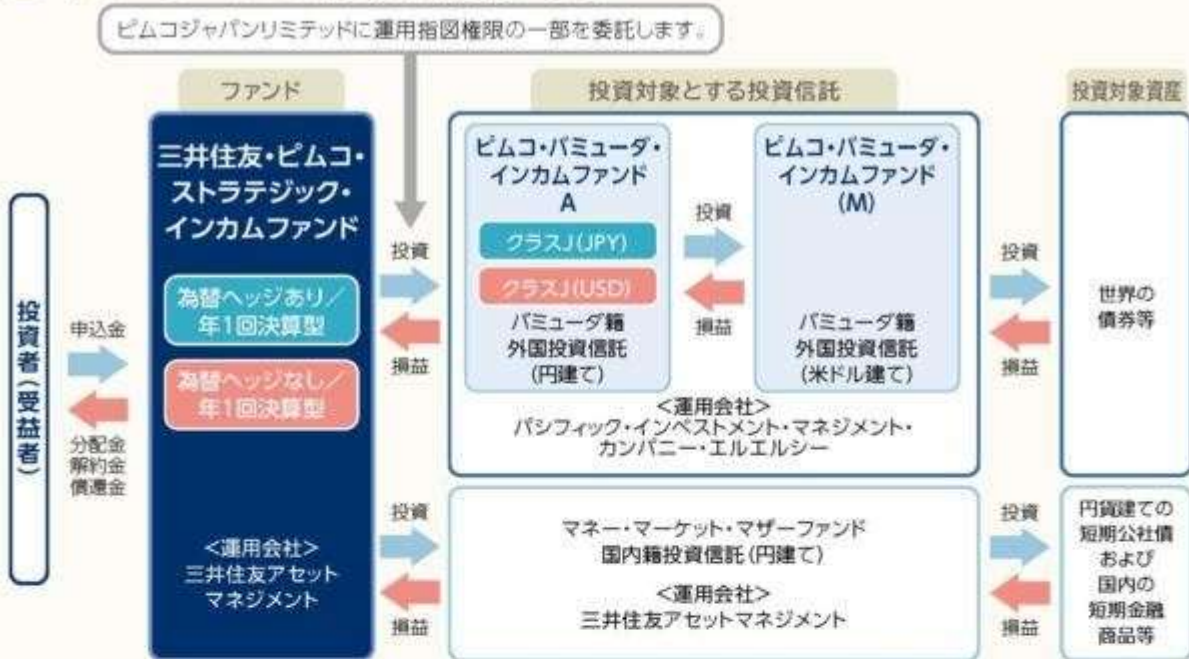 ピムコジャパンリミテッドに運用指図権限の一部を委託します。
ファンド
投資対象とする投資信託
投資対象資産
投資者(受益者)
申込金
分配金
解約金
償還金
三井住友・ピムコ・
ストラテジック・
インカムファンド
為替ヘッジあり/
年1回決算型
為替ヘッジなし/
年1回決算型
<運用会社>
三井住友アセット
マネジメント
投資
損益
ピムコ・バミューダ・
インカムファンド
A
クラスJ(JPY)
クラスJ(USD)
バミューダ籍
外国投資信託
(円建て)
投資
損益
ピムコ・バミューダ・
インカムファンド
(M)
バミューダ籍
外国投資信託
(米ドル建て)
<運用会社>
パシフィック・インベストメント・マネジメント・
カンパニー・エルエルシー
投資
損益
世界の
債券等
投資
損益
マネー・マーケット・マザーファンド
国内籍投資信託(円建て)
<運用会社>
三井住友アセットマネジメント
投資
損益
円貨建ての
短期公社債
および
国内の
短期金融
商品等